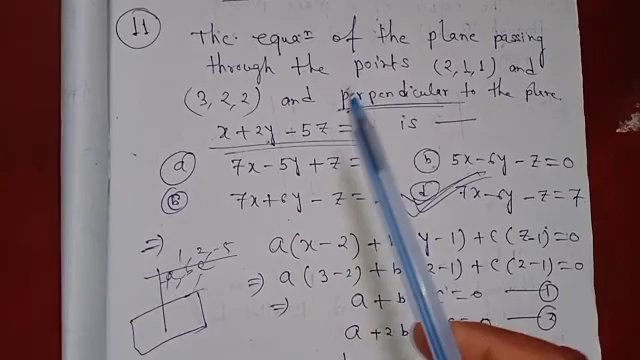 11
The equaⁿ of the plane passing
through the points (2,1,1) and
(3,2,2) and perpendicular to the plane
x + 2y - 5z = is
a 7x - 5y + z =
b 5x - 6y - z = 0
B 7x + 6y - z =
d 7x - 6y - z = 7
=> a(x-2) + y-1) + c(z-1) = 0
1, 2, -5
a, b, c
=> a(3-2) + b 2-1) + c(2-1) = 0
=> a + b c = 0 1
a + 2b = 0 2